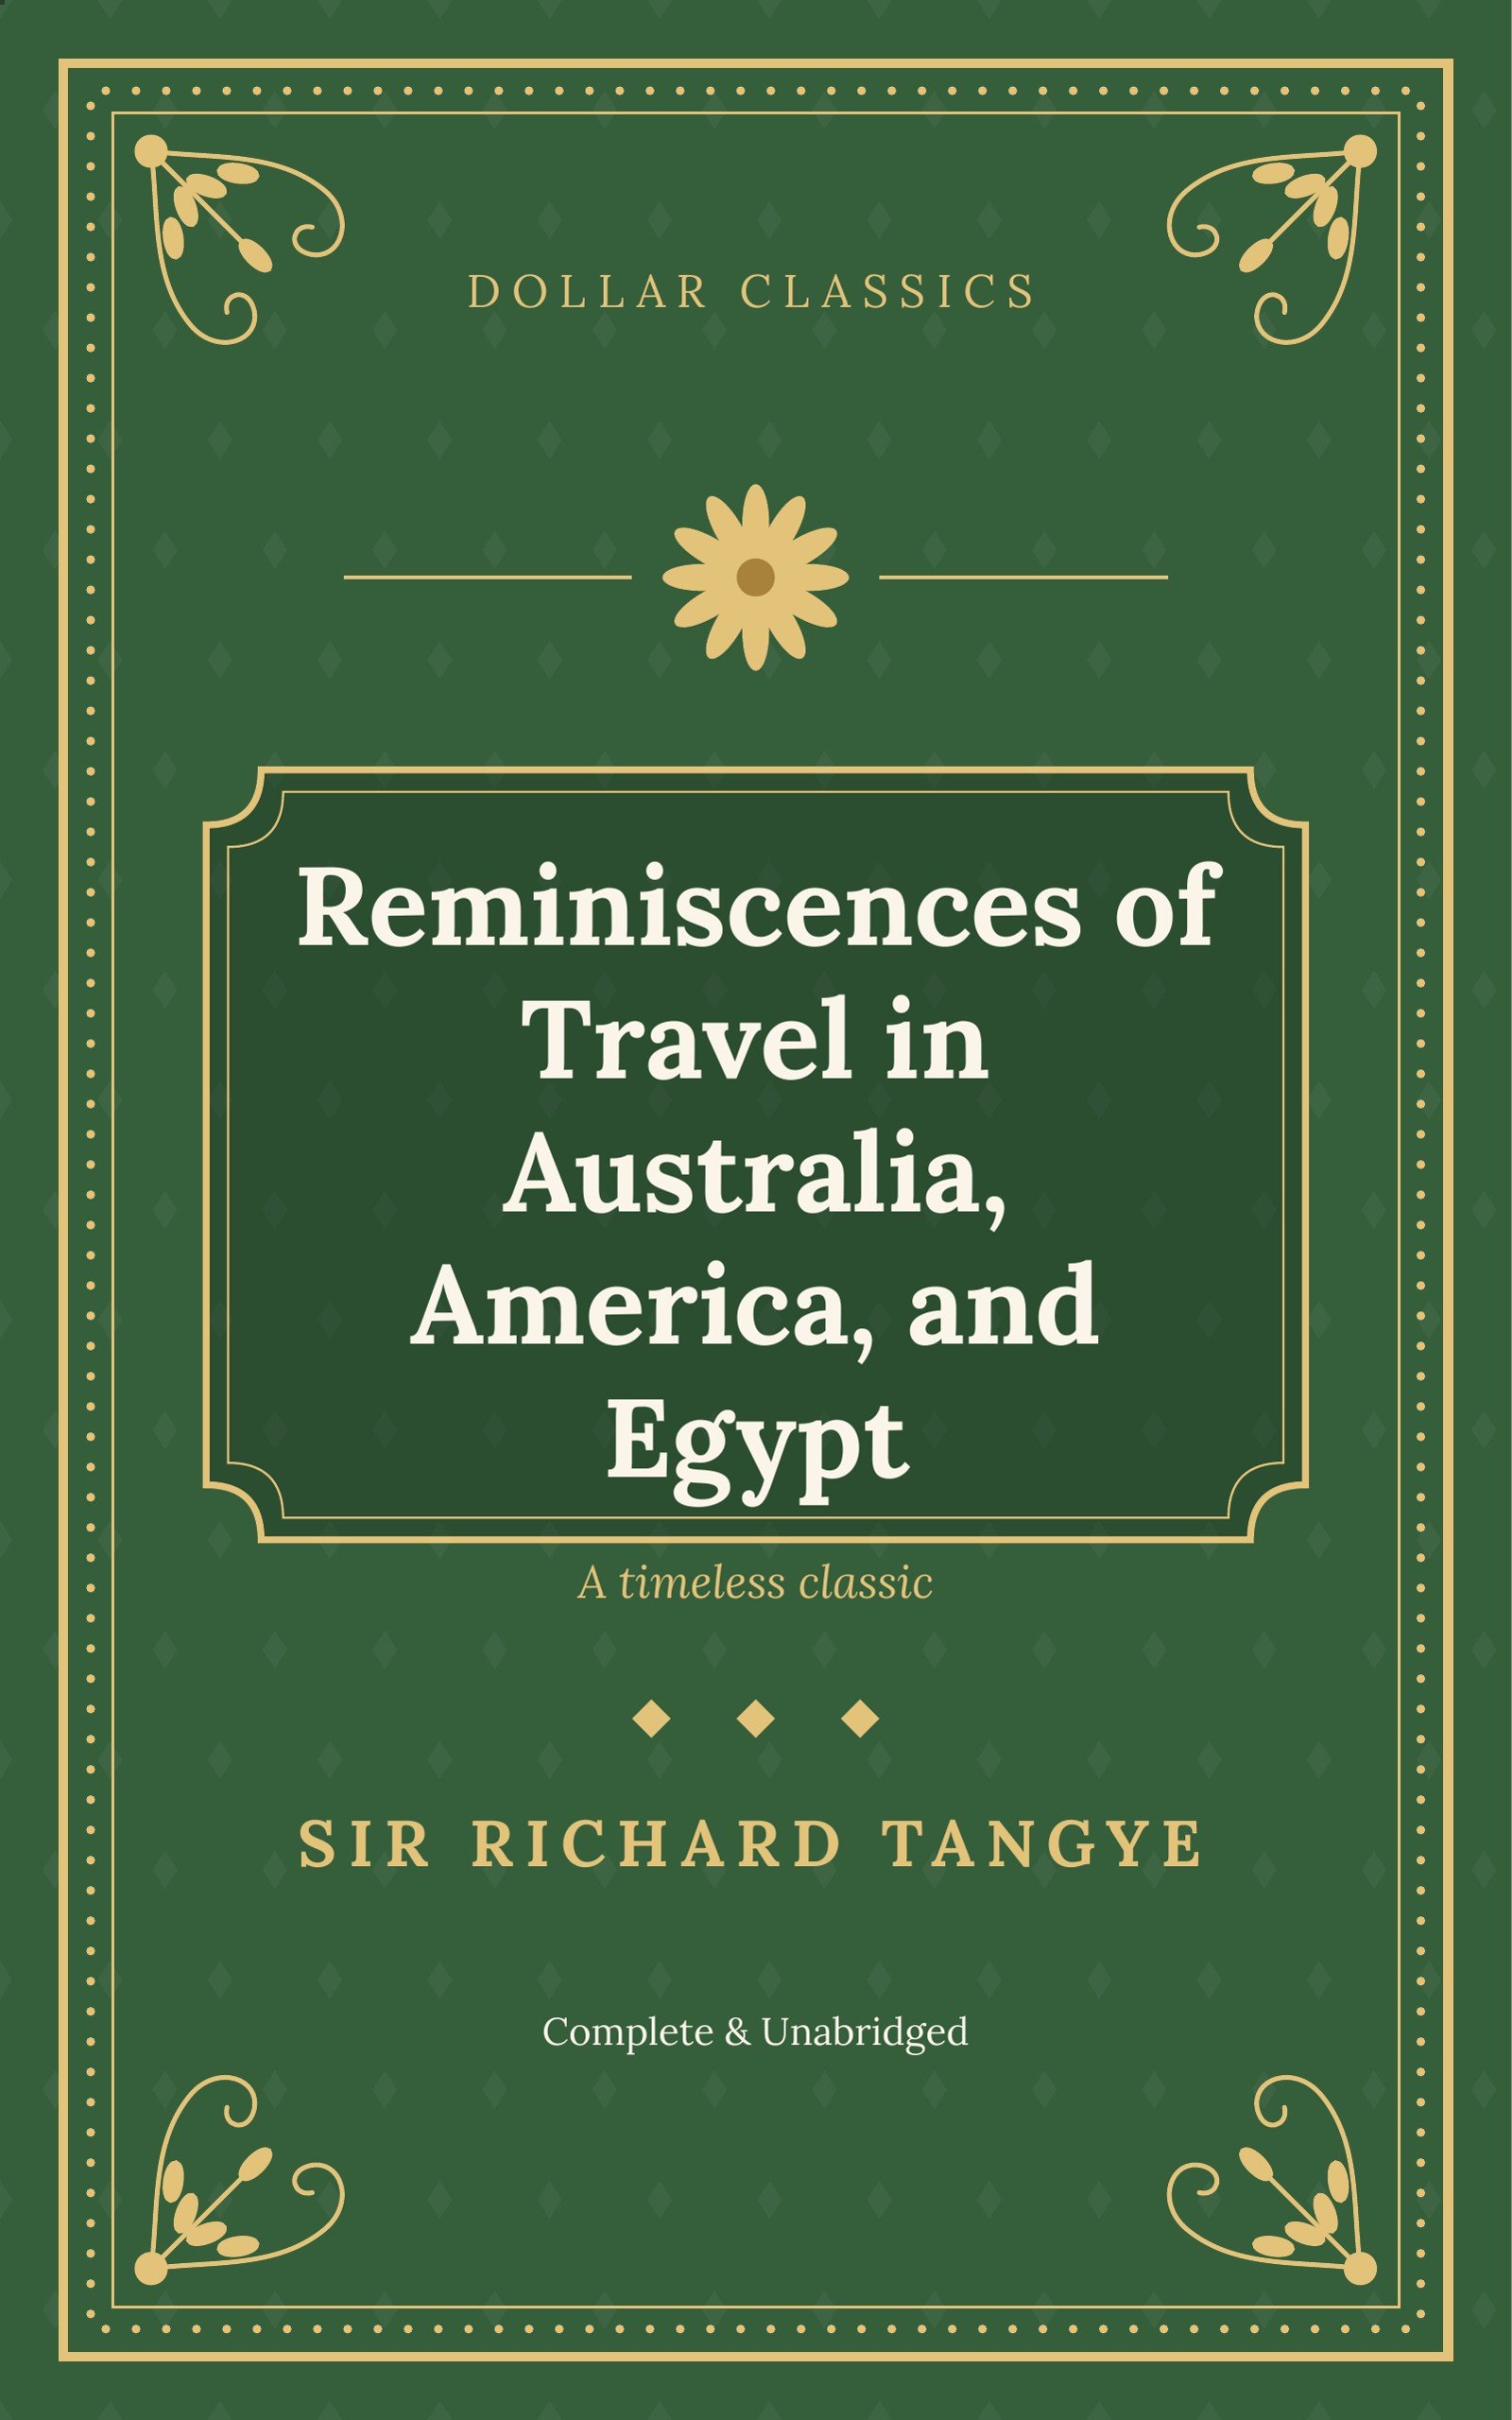 DOLLAR CLASSICS
Reminiscences of
Travel in
Australia,
America, and
Egypt
A timeless classic
SIR RICHARD TANGYE
Complete & Unabridged